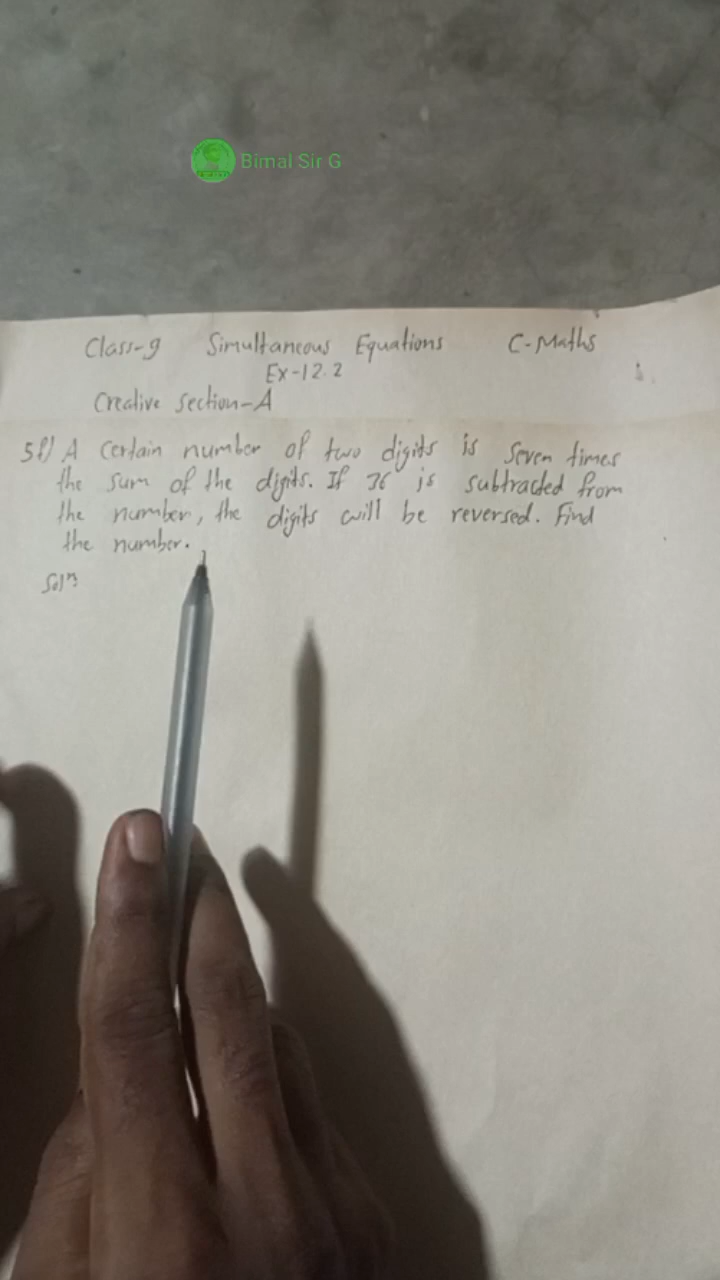 Bimal Sir G
Class-9 Simultaneous Equations C-Maths
Ex-12.2
Creative section-A
5f) A certain number of two digits is seven times
the sum of the digits. If 36 is subtracted from
the number, the digits will be reversed. Find
the number.
Solⁿ